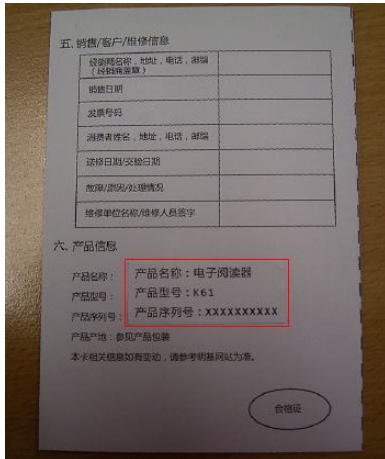 五、销售/客户/维修信息
经销商名称，地址，电话，邮编
（经销商盖章）
销售日期
发票号码
消费者姓名，地址，电话，邮编
送修日期/交验日期
故障/原因/处理情况
维修单位名称/维修人员签字
六、产品信息
产品名称： 产品名称：电子阅读器
产品型号： 产品型号：K61
产品序列号： 产品序列号：XXXXXXXXXX
产品产地：参见产品包装
本卡相关信息如有变动，请参考明基网站为准。
合格证